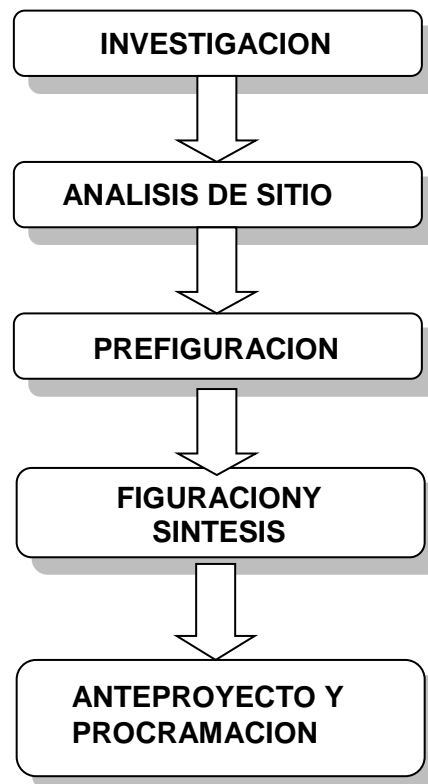 INVESTIGACION
ANALISIS DE SITIO
PREFIGURACION
FIGURACIONY
SINTESIS
ANTEPROYECTO Y
PROCRAMACION